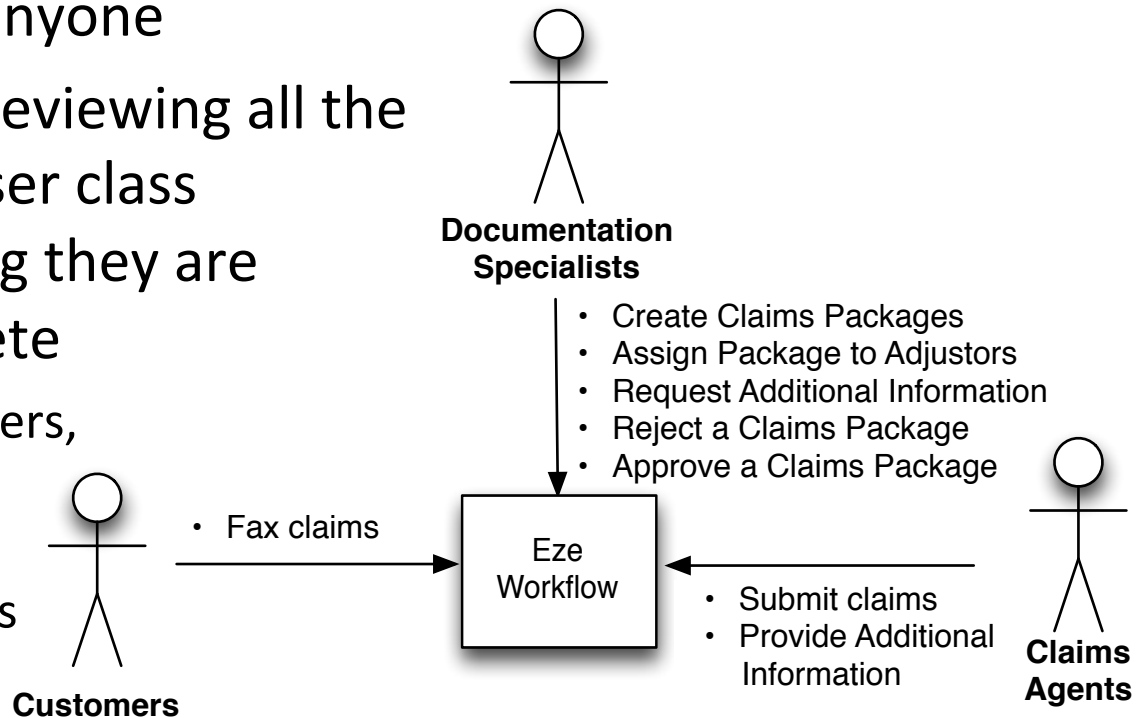 nyone
eviewing all the
ser class
g they are
ete
ers,
s
Documentation
Specialists
• Create Claims Packages
• Assign Package to Adjustors
• Request Additional Information
• Reject a Claims Package
• Approve a Claims Package
• Fax claims
Eze
Workflow
• Submit claims
• Provide Additional
Information
Claims
Agents
Customers